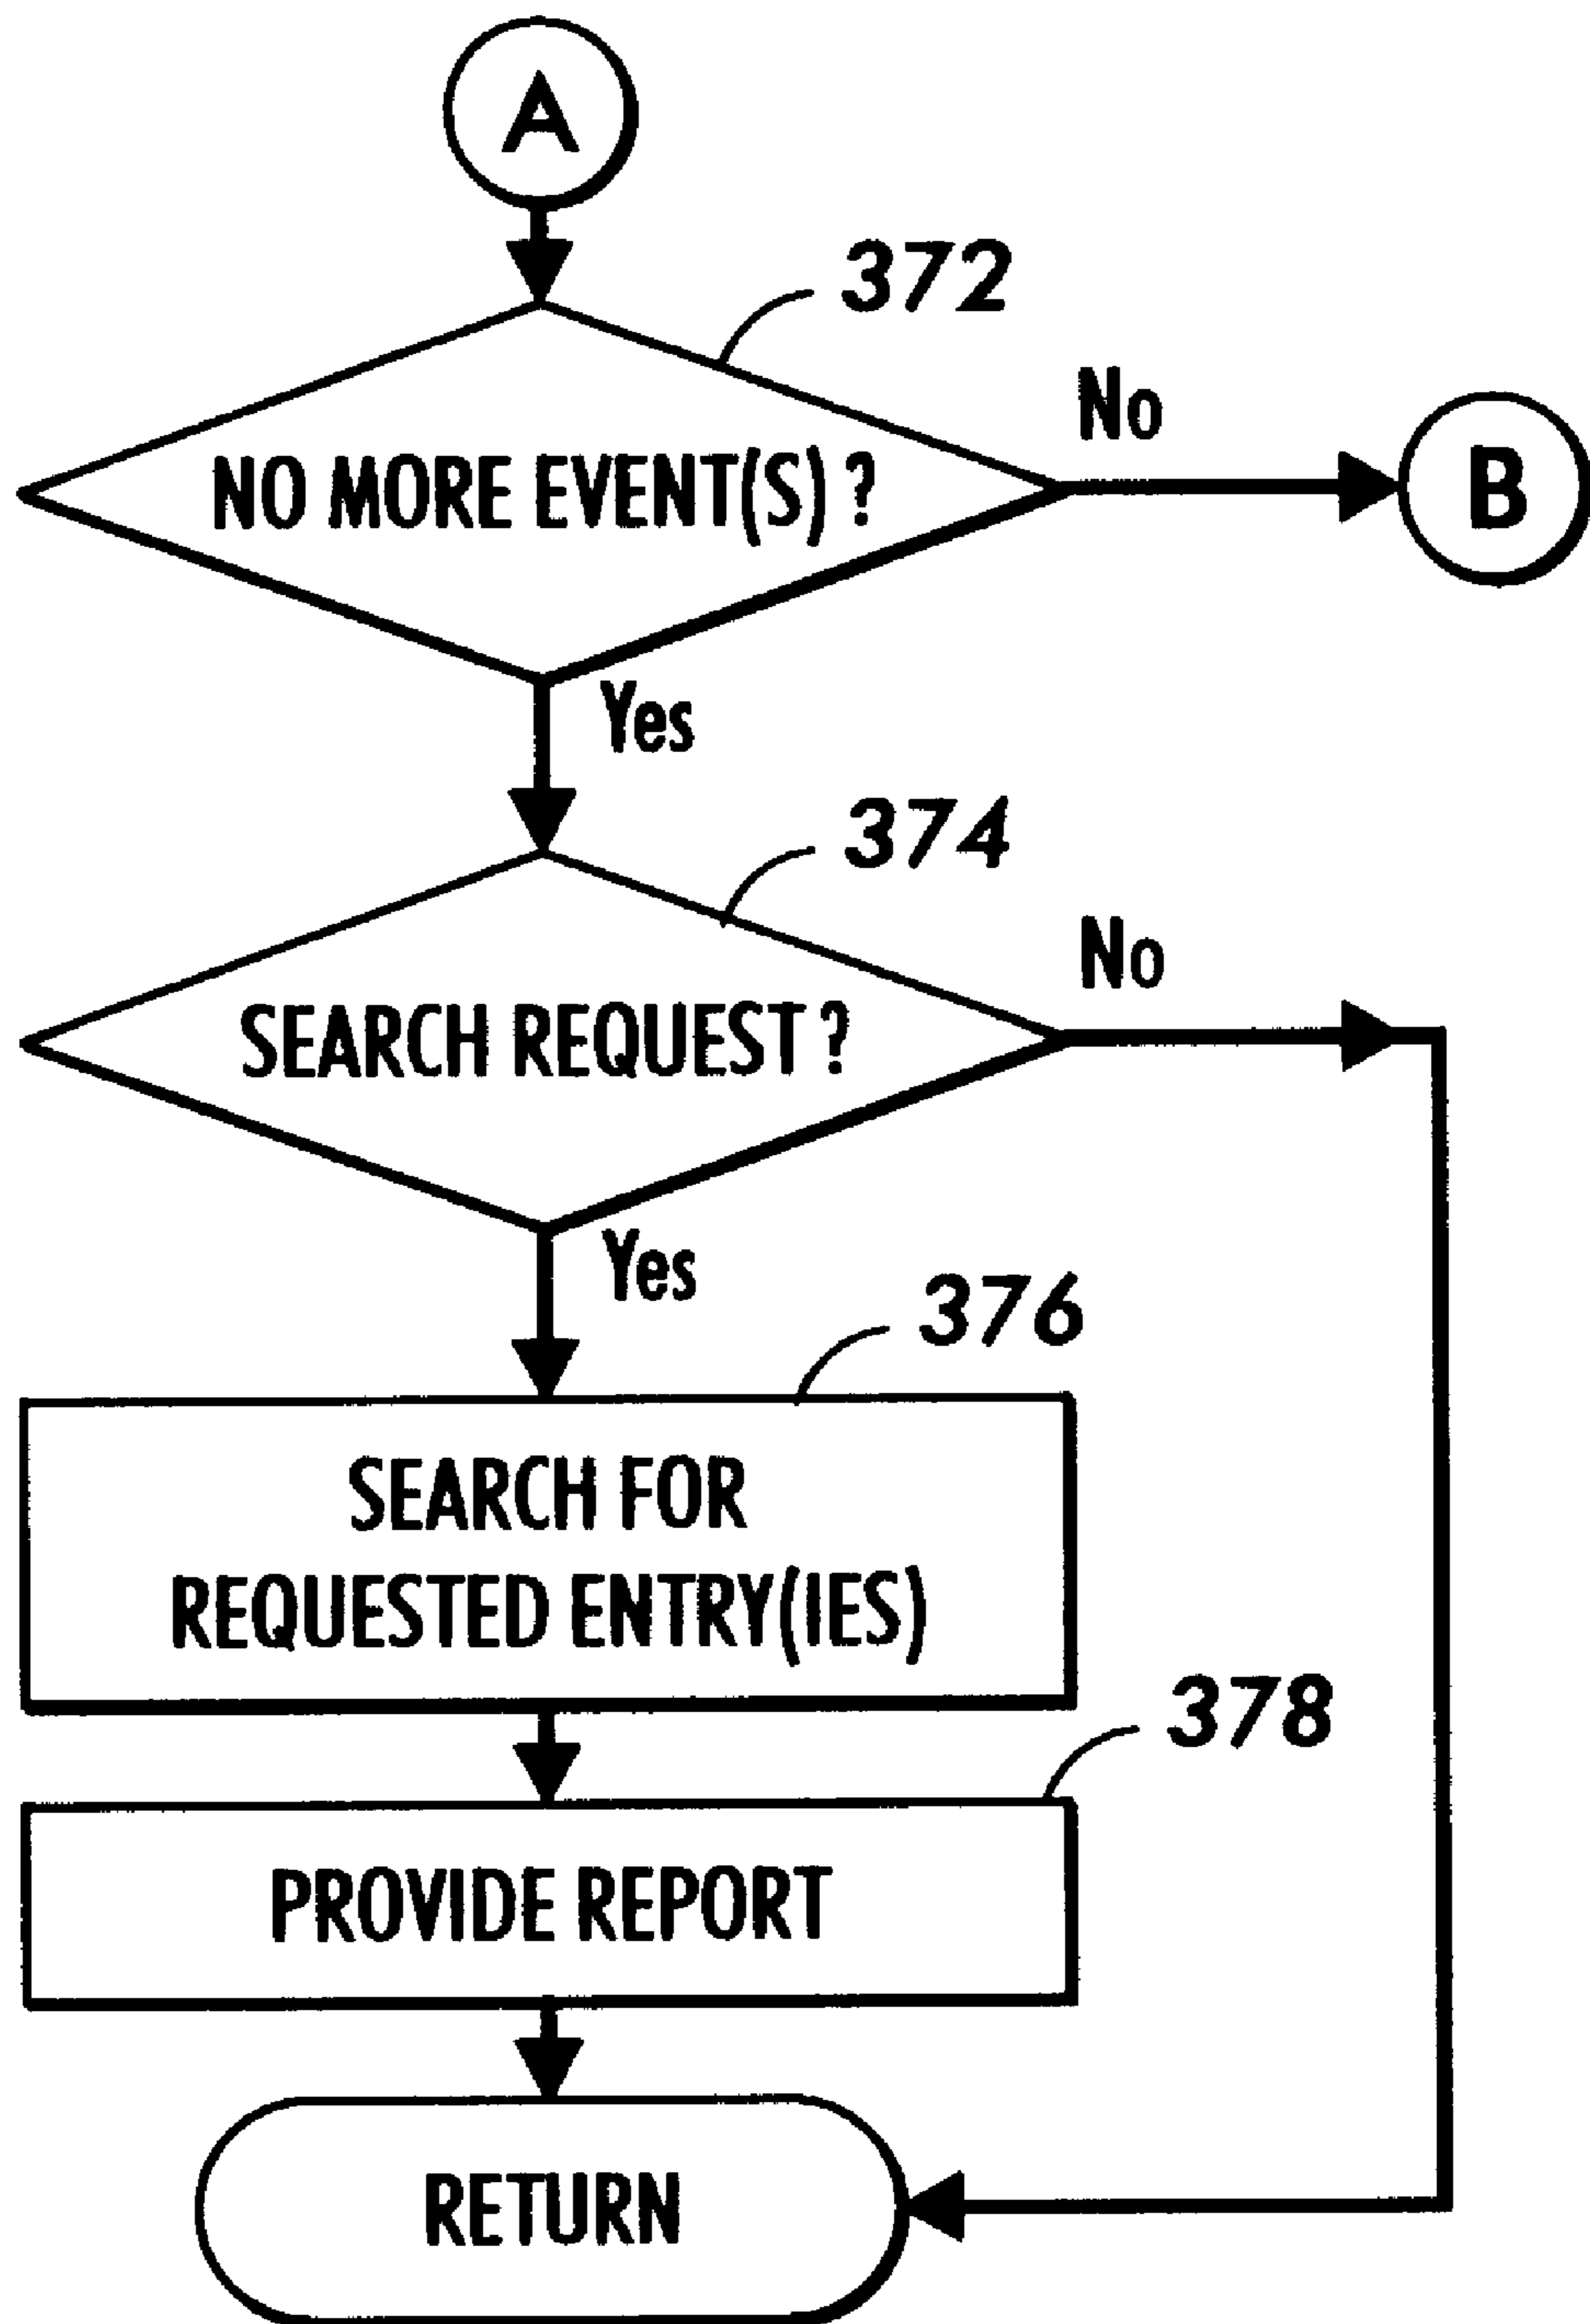 A
372
NO MORE EVENT(S)?
No
B
Yes
374
SEARCH REQUEST?
No
Yes
376
SEARCH FOR
REQUESTED ENTRY(IES)
378
PROVIDE REPORT
RETURN